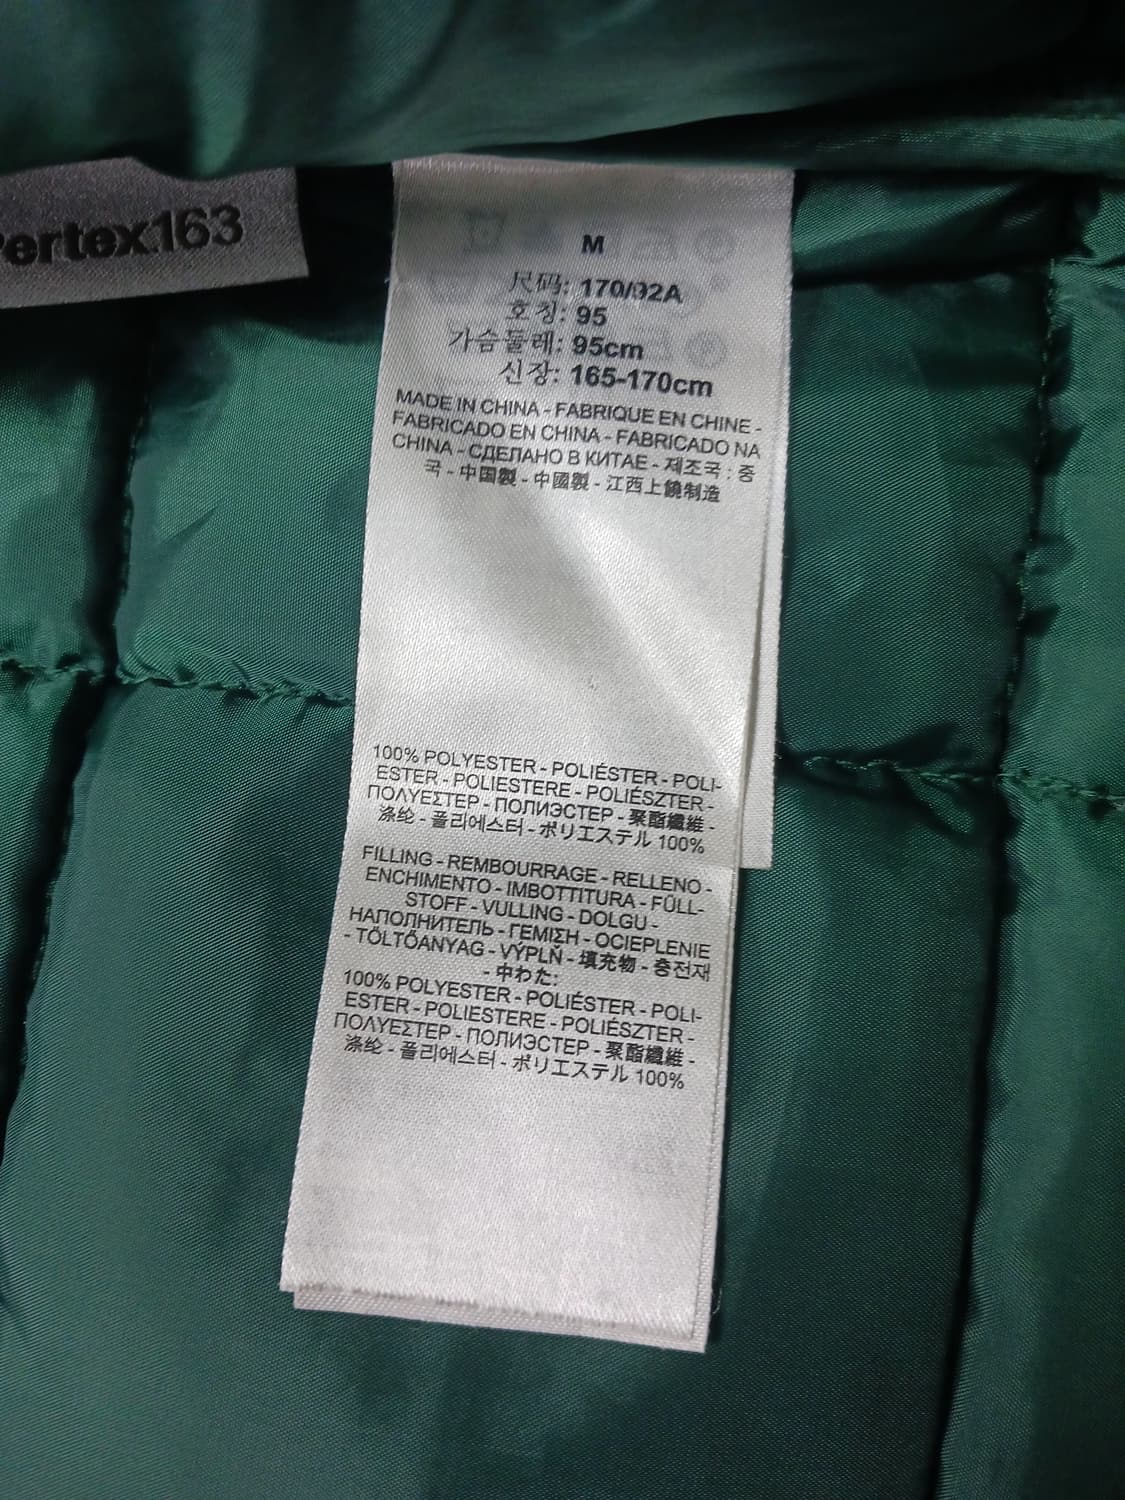 Pertex163
M
尺码: 170/92A
호칭: 95
가슴둘레: 95cm
신장: 165-170cm
MADE IN CHINA - FABRIQUE EN CHINE -
FABRICADO EN CHINA - FABRICADO NA
CHINA - СДЕЛАНО В КИТАЕ - 제조국 : 중
국 - 中国製 - 中國製 - 江西上饒制造
100% POLYESTER - POLIÉSTER - POLI-
ESTER - POLIESTERE - POLIÉSZTER -
ΠΟΛΥΕΣΤΕΡ - ПОЛИЭСТЕР - 聚酯纖維 -
涤纶 - 폴리에스터 - ポリエステル 100%
FILLING - REMBOURRAGE - RELLENO -
ENCHIMENTO - IMBOTTITURA - FÜLL-
STOFF - VULLING - DOLGU -
НАПОЛНИТЕЛЬ - ΓΕΜΙΣΗ - OCIEPLENIE
- TÖLTŐANYAG - VÝPLŇ - 填充物 - 충전재
- 中わた:
100% POLYESTER - POLIÉSTER - POLI-
ESTER - POLIESTERE - POLIÉSZTER -
ΠΟΛΥΕΣΤΕΡ - ПОЛИЭСТЕР - 聚酯纖維 -
涤纶 - 폴리에스터 - ポリエステル 100%